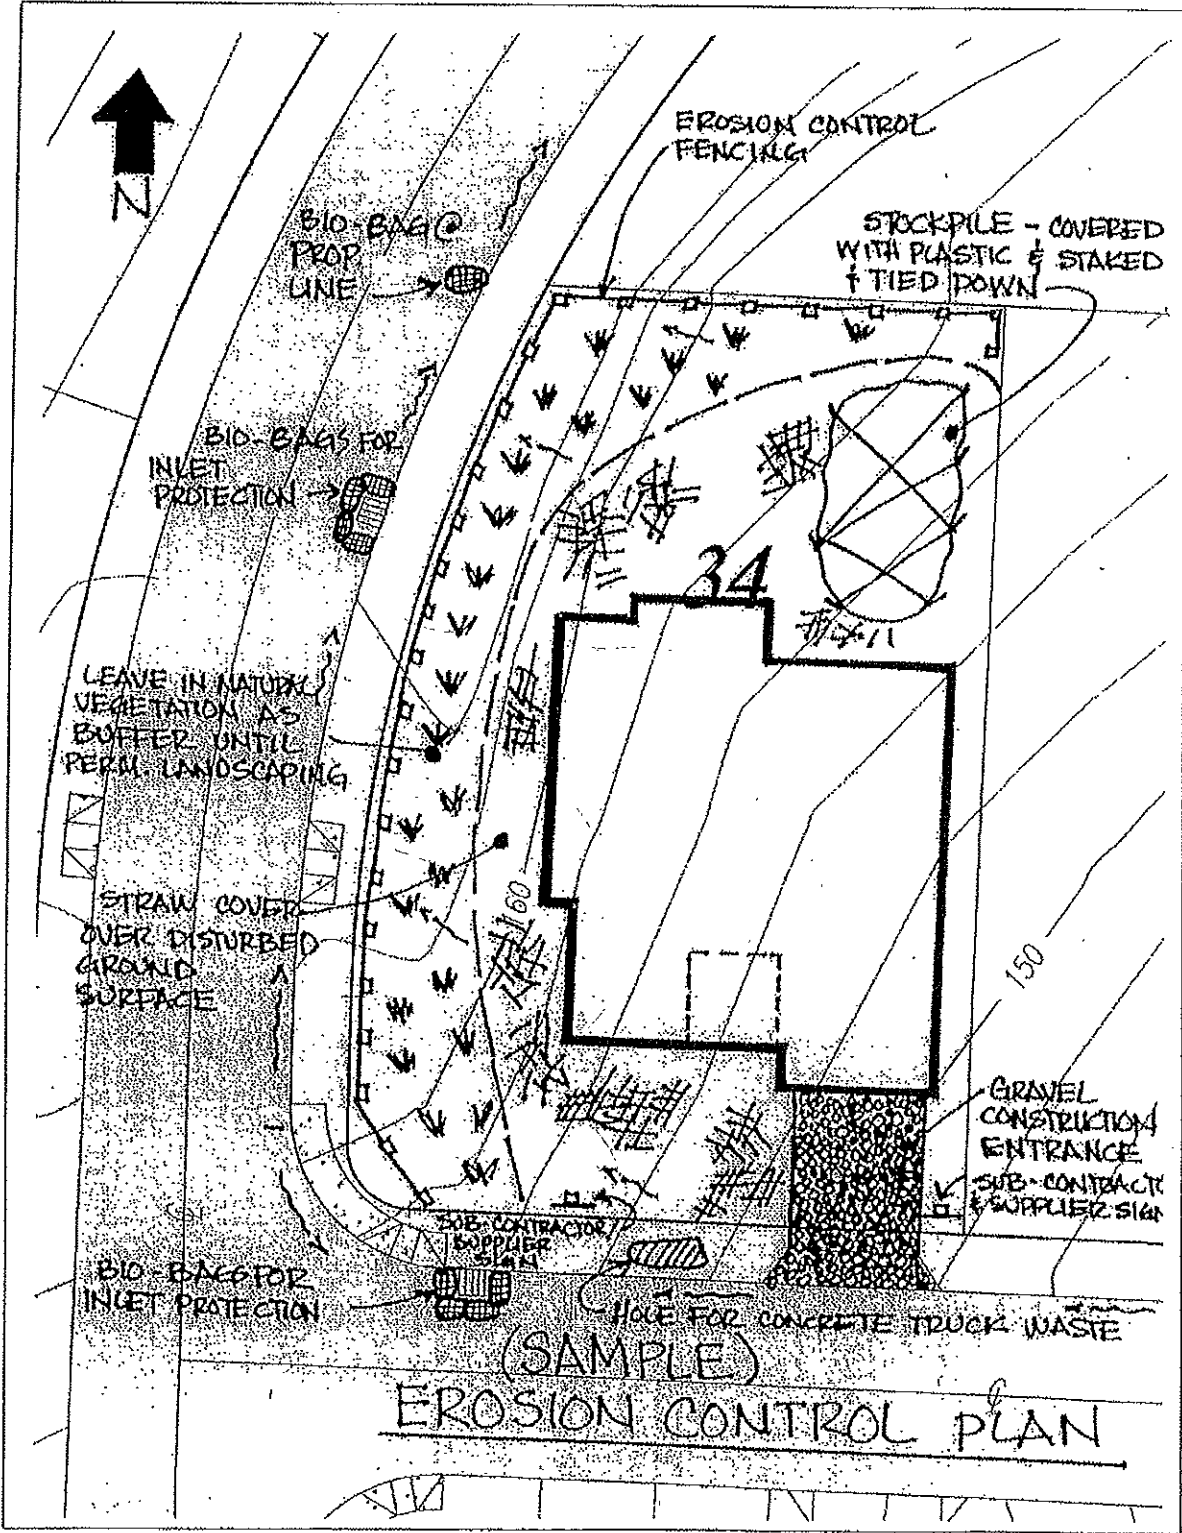 N
EROSION CONTROL
FENCING
BIO-BAG @
PROP.
LINE
STOCKPILE - COVERED
WITH PLASTIC & STAKED
& TIED DOWN
BIO-BAGS FOR
INLET
PROTECTION
34
LEAVE IN NATURAL
VEGETATION AS
BUFFER UNTIL
PERM. LANDSCAPING
STRAW COVER
OVER DISTURBED
GROUND
SURFACE
160
150
GRAVEL
CONSTRUCTION
ENTRANCE
SUB-CONTRACTO
& SUPPLIER SIGN
SUB-CONTRACTOR/
SUPPLIER
SIGN
BIO-BAGS FOR
INLET PROTECTION
HOLE FOR CONCRETE TRUCK WASTE
(SAMPLE)
EROSION CONTROL PLAN